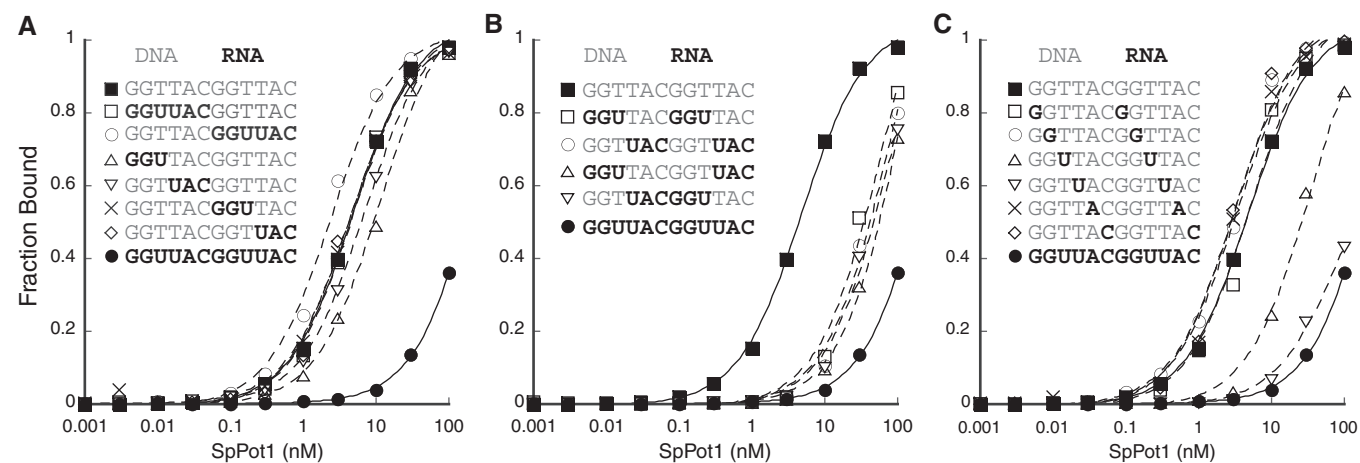 A
DNA RNA
GGTTACGGTTAC
GGUUACGGTTAC
GGTTACGGUUAC
GGUTACGGTTAC
GGTUACGGTTAC
GGTTACGGUTAC
GGTTACGGTUAC
GGUUACGGUUAC
Fraction Bound
1
0.8
0.6
0.4
0.2
0
0.001 0.01 0.1 1 10 100
SpPot1 (nM)
B
DNA RNA
GGTTACGGTTAC
GGUTACGGUTAC
GGTUACGGTUAC
GGUTACGGTUAC
GGTUACGGUTAC
GGUUACGGUUAC
1
0.8
0.6
0.4
0.2
0
0.001 0.01 0.1 1 10 100
SpPot1 (nM)
C
DNA RNA
GGTTACGGTTAC
GGTTACGGTTAC
GGTTACGGTTAC
GGUTACGGUTAC
GGTUACGGTUAC
GGTTACGGTTAC
GGTTACGGTTAC
GGUUACGGUUAC
1
0.8
0.6
0.4
0.2
0
0.001 0.01 0.1 1 10 100
SpPot1 (nM)